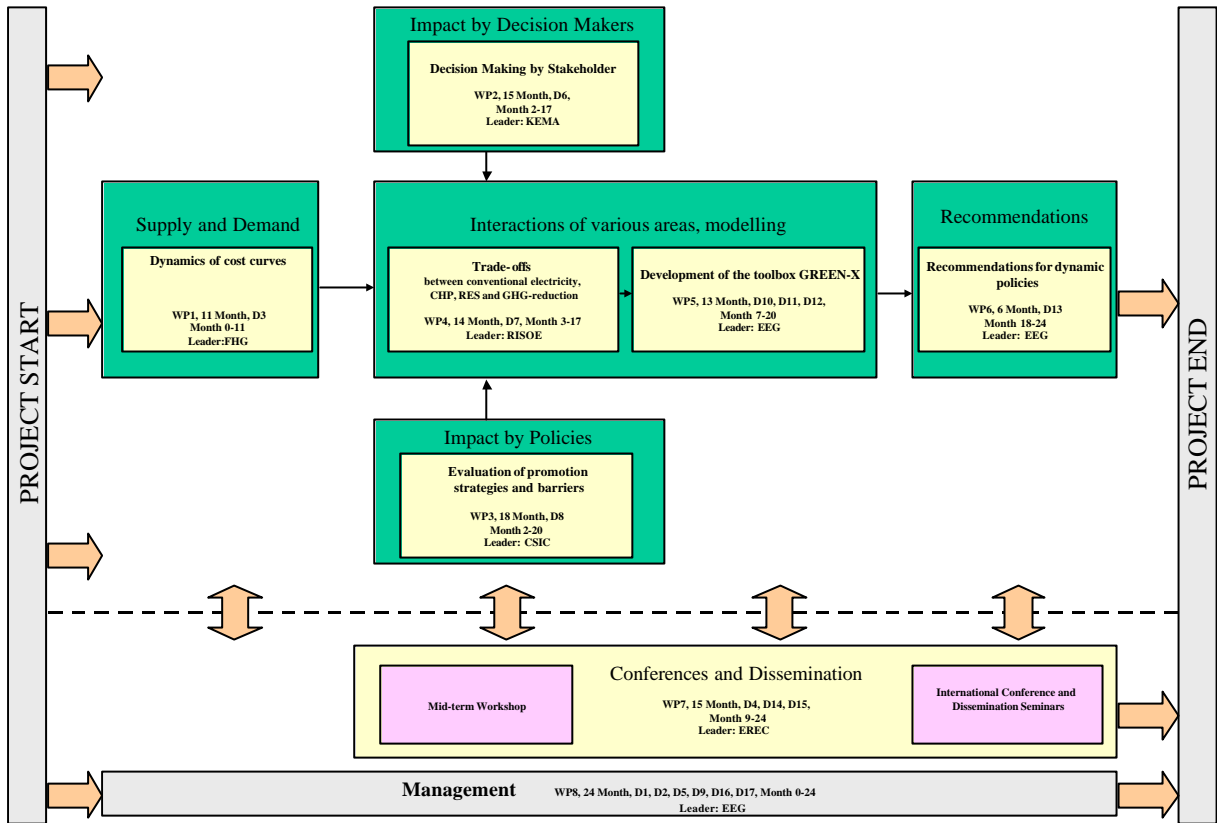 PROJECT START
Impact by Decision Makers
Decision Making by Stakeholder
WP2, 15 Month, D6,
Month 2-17
Leader: KEMA
Supply and Demand
Dynamics of cost curves
WP1, 11 Month, D3
Month 0-11
Leader:FHG
Interactions of various areas, modelling
Trade- offs
between conventional electricity,
CHP, RES and GHG-reduction
WP4, 14 Month, D7, Month 3-17
Leader: RISOE
Development of the toolbox GREEN-X
WP5, 13 Month, D10, D11, D12,
Month 7-20
Leader: EEG
Recommendations
Recommendations for dynamic
policies
WP6, 6 Month, D13
Month 18-24
Leader: EEG
Impact by Policies
Evaluation of promotion
strategies and barriers
WP3, 18 Month, D8
Month 2-20
Leader: CSIC
Conferences and Dissemination
Mid-term Workshop
WP7, 15 Month, D4, D14, D15,
Month 9-24
Leader: EREC
International Conference and
Dissemination Seminars
Management WP8, 24 Month, D1, D2, D5, D9, D16, D17, Month 0-24
Leader: EEG
PROJECT END